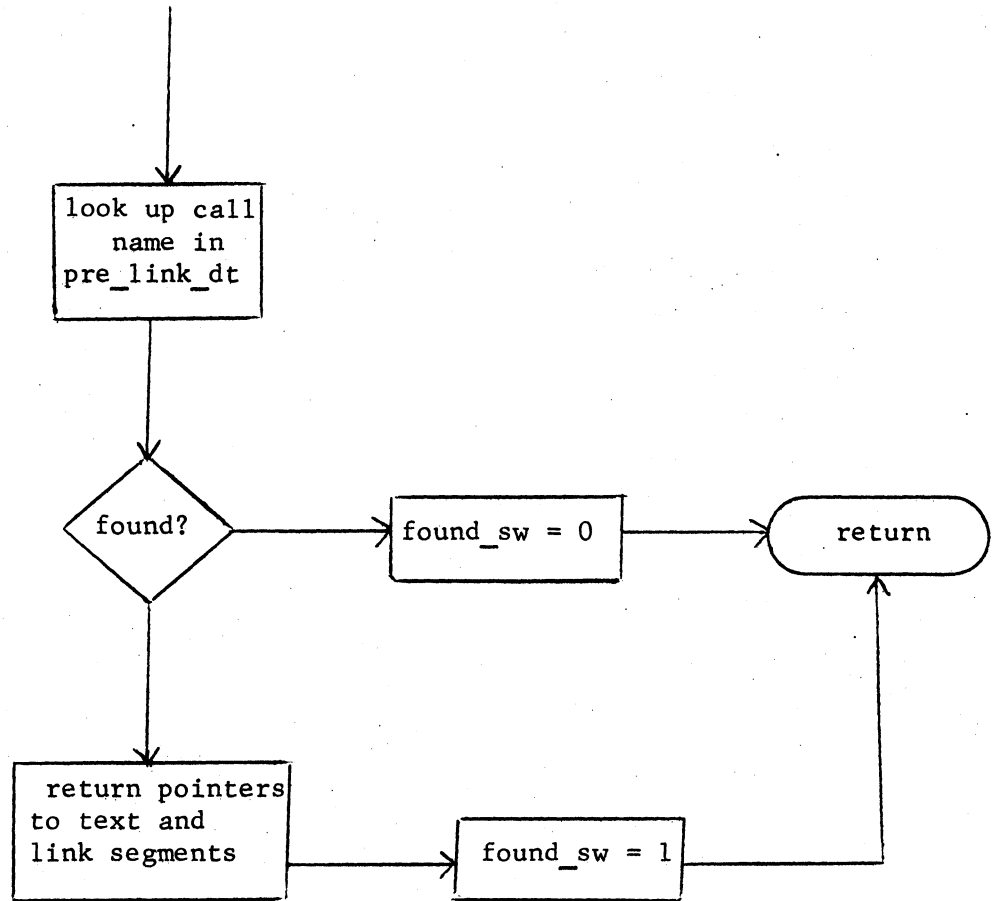 look up call
name in
pre_link_dt
found?
found_sw = 0
return
return pointers
to text and
link segments
found_sw = 1